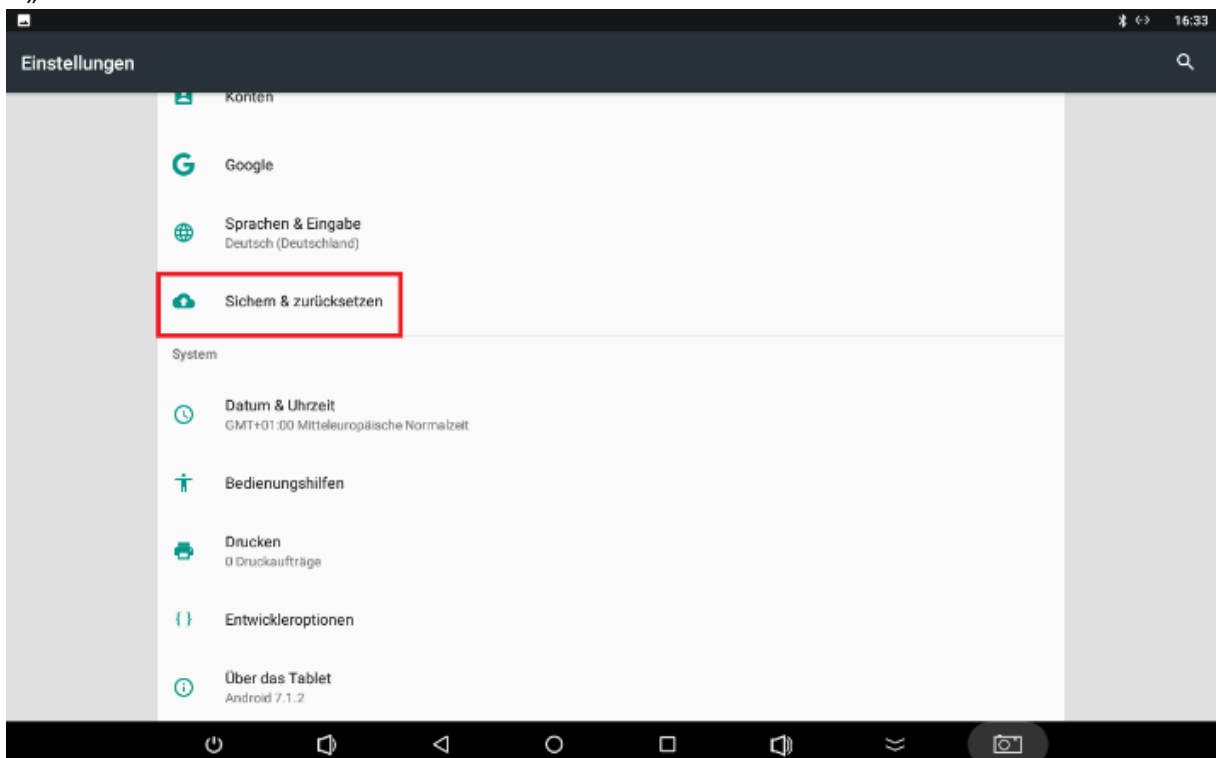 „
16:33
Einstellungen
Konten
Google
Sprachen & Eingabe
Deutsch (Deutschland)
Sichern & zurücksetzen
System
Datum & Uhrzeit
GMT+01:00 Mitteleuropäische Normalzeit
Bedienungshilfen
Drucken
0 Druckaufträge
{ } Entwickleroptionen
Über das Tablet
Android 7.1.2